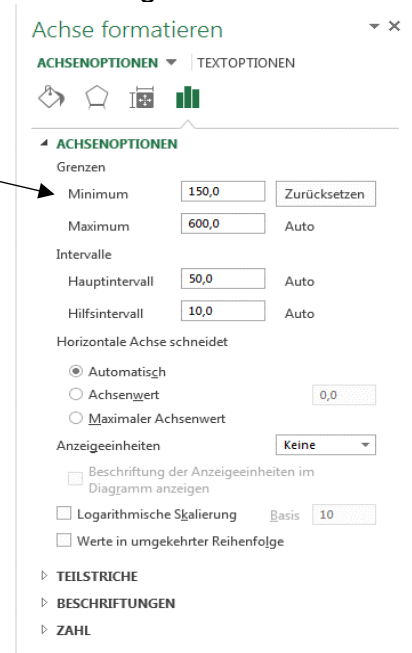 Achse formatieren
ACHSENOPTIONEN TEXTOPTIONEN
ACHSENOPTIONEN
Grenzen
Minimum 150,0 Zurücksetzen
Maximum 600,0 Auto
Intervalle
Hauptintervall 50,0 Auto
Hilfsintervall 10,0 Auto
Horizontale Achse schneidet
Automatisch
Achsenwert 0,0
Maximaler Achsenwert
Anzeigeeinheiten Keine
Beschriftung der Anzeigeeinheiten im
Diagramm anzeigen
Logarithmische Skalierung Basis 10
Werte in umgekehrter Reihenfolge
TEILSTRICHE
BESCHRIFTUNGEN
ZAHL